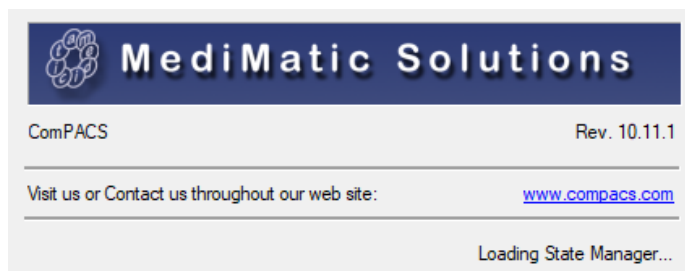 MediMatic Solutions
ComPACS Rev. 10.11.1
Visit us or Contact us throughout our web site: www.compacs.com
Loading State Manager...